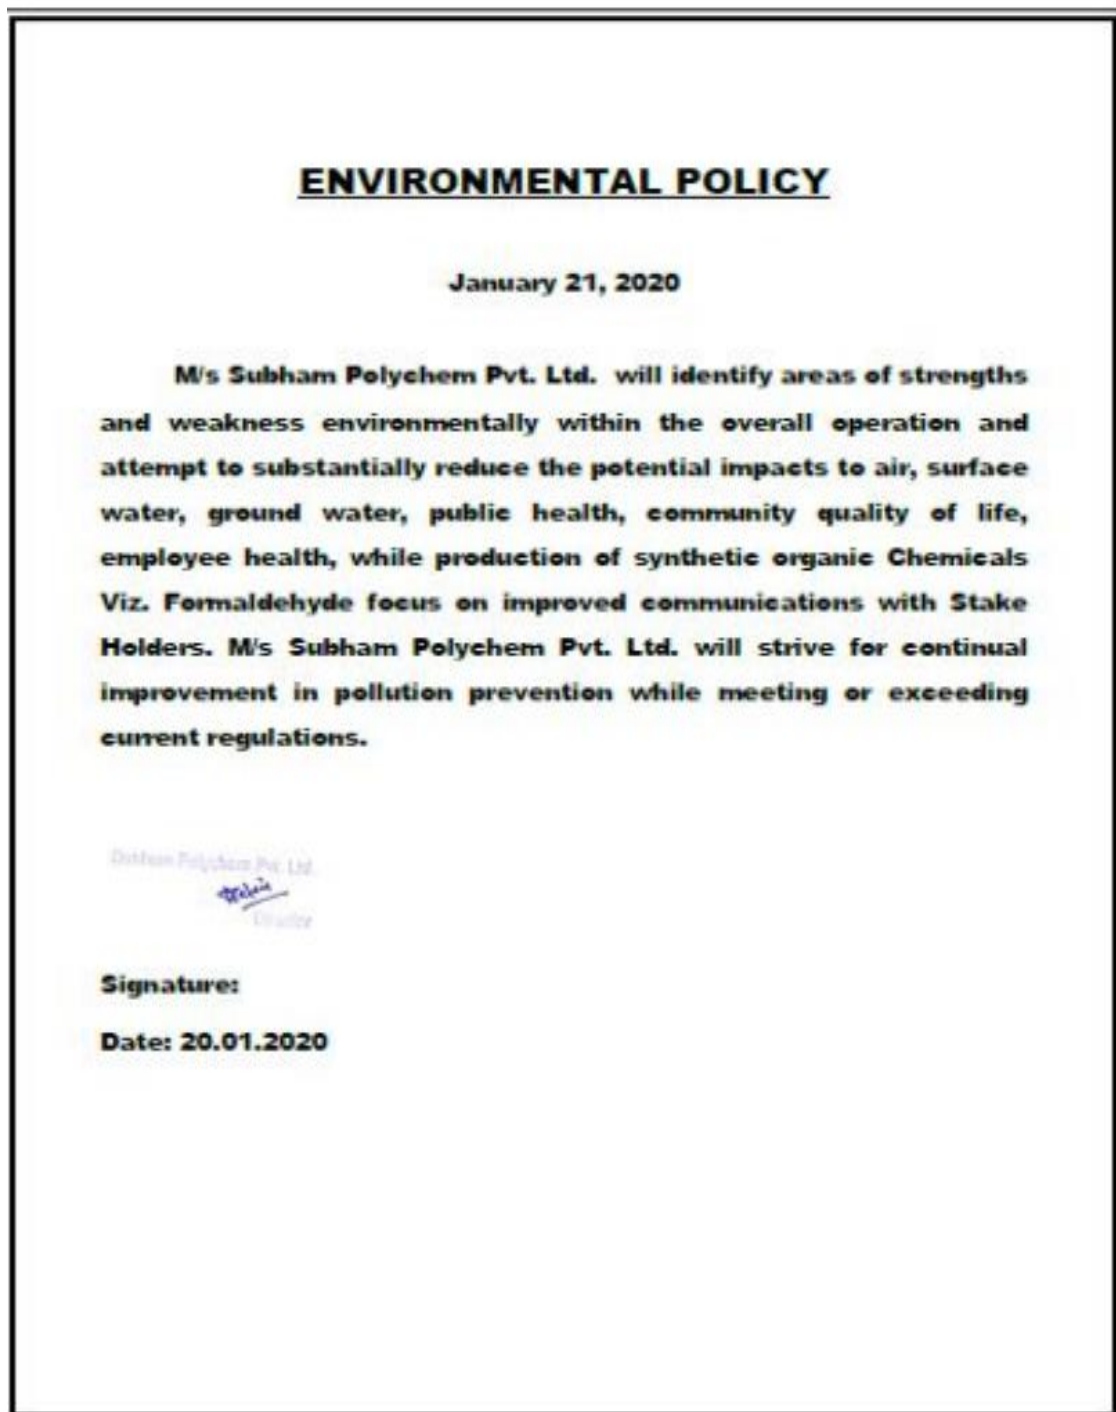 ENVIRONMENTAL POLICY
January 21, 2020
M/s Subham Polychem Pvt. Ltd. will identify areas of strengths
and weakness environmentally within the overall operation and
attempt to substantially reduce the potential impacts to air, surface
water, ground water, public health, community quality of life,
employee health, while production of synthetic organic Chemicals
Viz. Formaldehyde focus on improved communications with Stake
Holders. M/s Subham Polychem Pvt. Ltd. will strive for continual
improvement in pollution prevention while meeting or exceeding
current regulations.
Polychem Pvt. Ltd.
Director
Signature:
Date: 20.01.2020